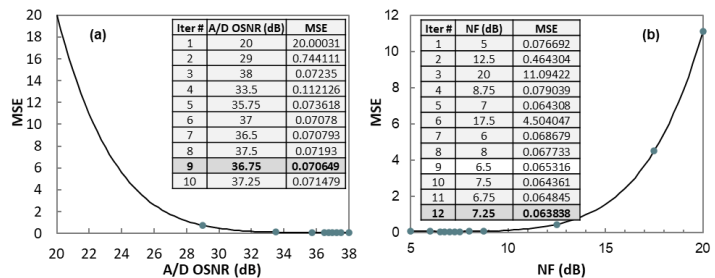 (a)
MSE
20
18
16
14
12
10
8
6
4
2
0
Iter # A/D OSNR (dB) MSE
1 20 20.00031
2 29 0.744111
3 38 0.07235
4 33.5 0.112126
5 35.75 0.073618
6 37 0.07078
7 36.5 0.070793
8 37.5 0.07193
9 36.75 0.070649
10 37.25 0.071479
20 22 24 26 28 30 32 34 36 38
A/D OSNR (dB)
(b)
MSE
12
10
8
6
4
2
0
Iter # NF (dB) MSE
1 5 0.076692
2 12.5 0.464304
3 20 11.09422
4 8.75 0.079039
5 7 0.064308
6 17.5 4.504047
7 6 0.068679
8 8 0.067733
9 6.5 0.065316
10 7.5 0.064361
11 6.75 0.064845
12 7.25 0.063838
5 10 15 20
NF (dB)